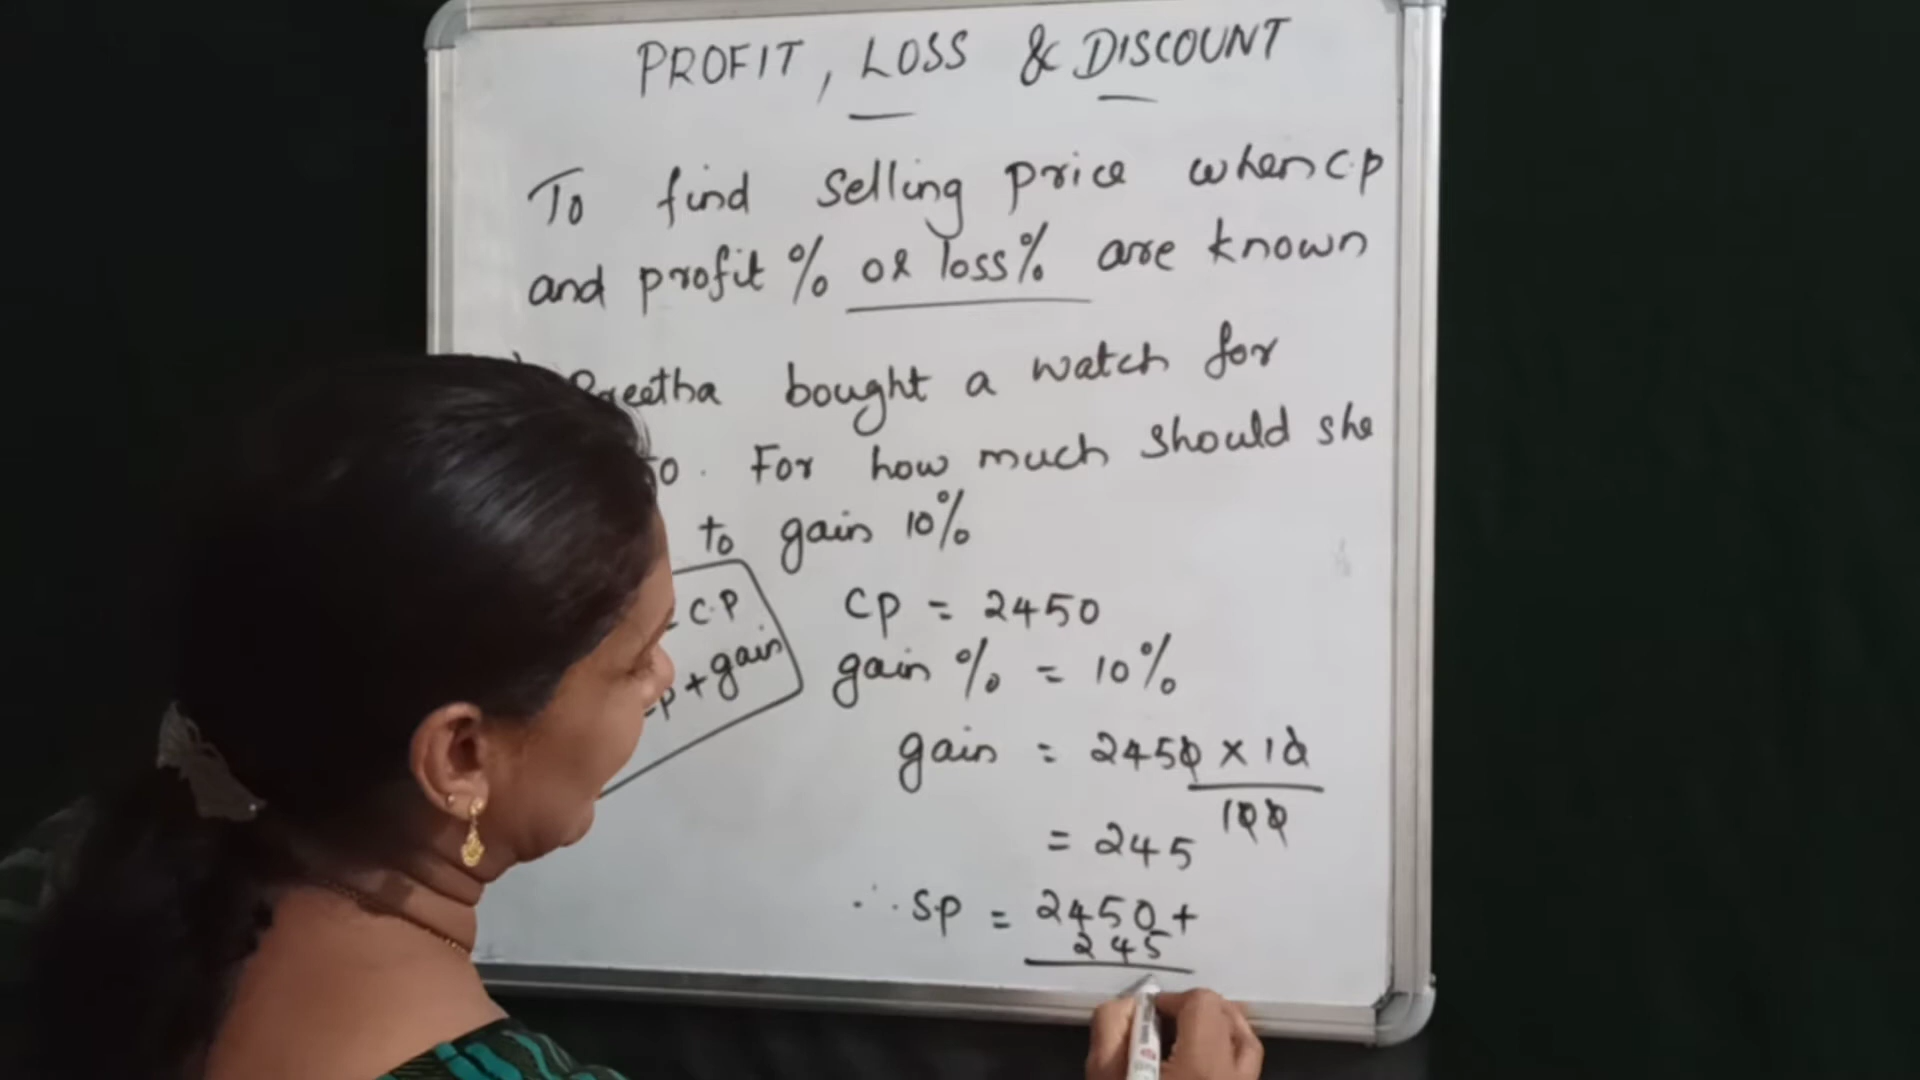 PROFIT, LOSS & DISCOUNT
To find selling price when C.P
and profit % or loss% are known
Preetha bought a watch for
For how much should she
to gain 10%
= C.P
CP = 2450
+ gain
gain % = 10%
gain = 2450 × 10
100
= 245
∴ S.P = 2450 +
245